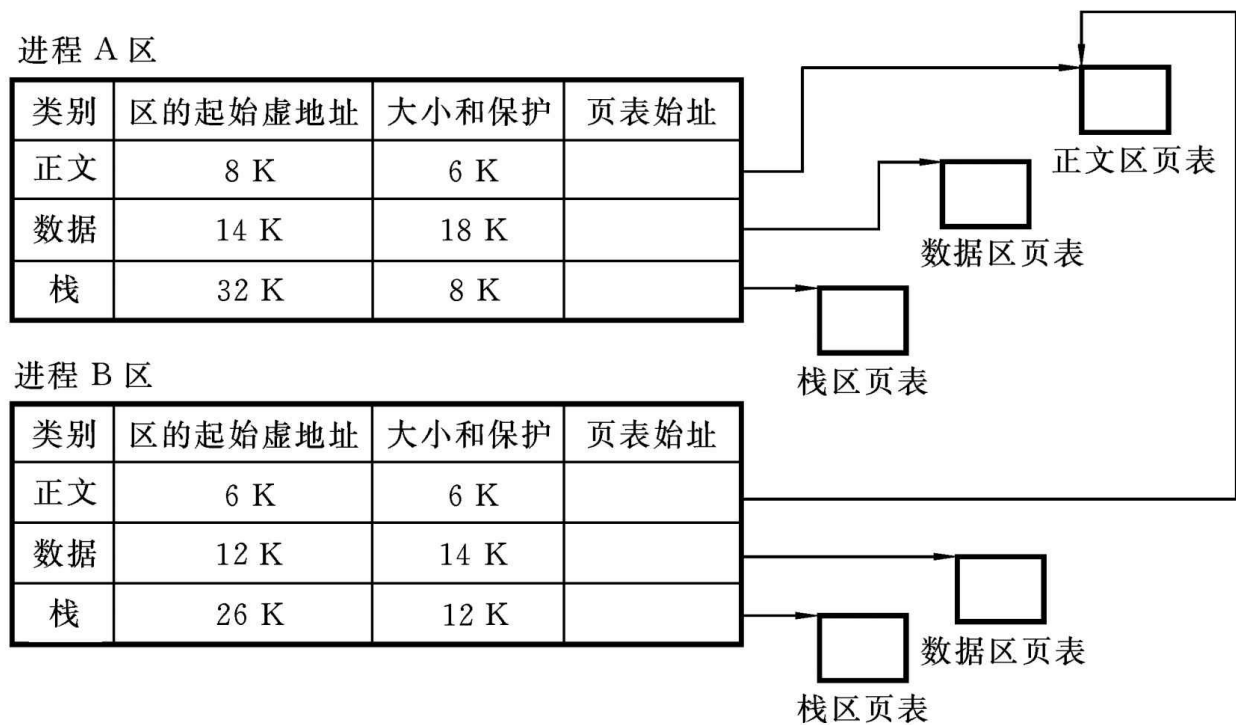 进程 A 区
类别 区的起始虚地址 大小和保护 页表始址
正文 8 K 6 K
数据 14 K 18 K
栈 32 K 8 K
正文区页表
数据区页表
栈区页表
进程 B 区
类别 区的起始虚地址 大小和保护 页表始址
正文 6 K 6 K
数据 12 K 14 K
栈 26 K 12 K
数据区页表
栈区页表